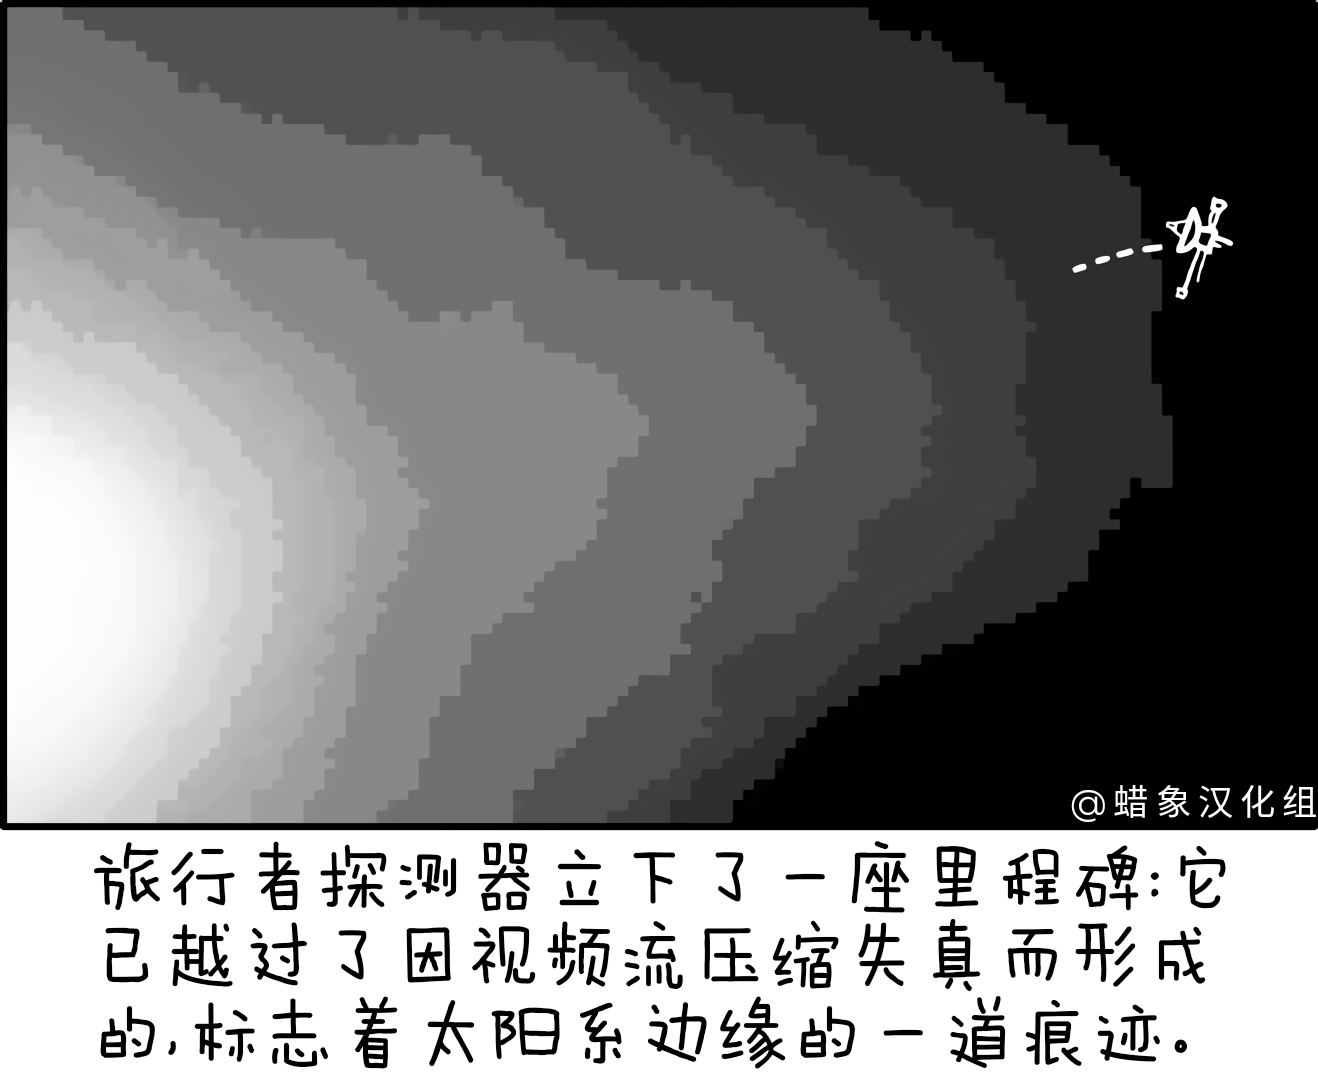 @蜡象汉化组
旅行者探测器立下了一座里程碑:它
已越过了因视频流压缩失真而形成
的,标志着太阳系边缘的一道痕迹。